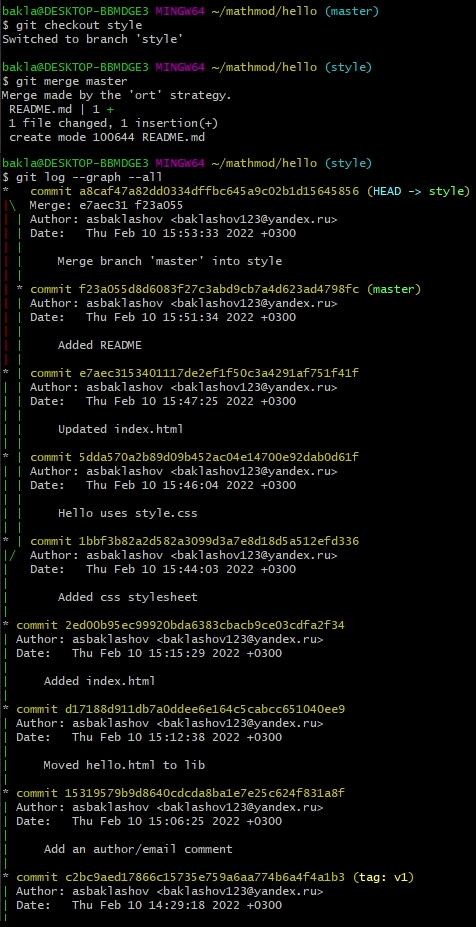 bakla@DESKTOP-BBMDGE3 MINGW64 ~/mathmod/hello (master)
$ git checkout style
Switched to branch 'style'
bakla@DESKTOP-BBMDGE3 MINGW64 ~/mathmod/hello (style)
$ git merge master
Merge made by the 'ort' strategy.
 README.md | 1 +
 1 file changed, 1 insertion(+)
 create mode 100644 README.md
bakla@DESKTOP-BBMDGE3 MINGW64 ~/mathmod/hello (style)
$ git log --graph --all
*   commit a8caf47a82dd0334dffbc645a9c02b1d15645856 (HEAD -> style)
|\  Merge: e7aec31 f23a055
| | Author: asbaklashov <baklashov123@yandex.ru>
| | Date:   Thu Feb 10 15:53:33 2022 +0300
| |
| |     Merge branch 'master' into style
| |
| * commit f23a055d8d6083f27c3abd9cb7a4d623ad4798fc (master)
| | Author: asbaklashov <baklashov123@yandex.ru>
| | Date:   Thu Feb 10 15:51:34 2022 +0300
| |
| |     Added README
| |
* | commit e7aec3153401117de2ef1f50c3a4291af751f41f
| | Author: asbaklashov <baklashov123@yandex.ru>
| | Date:   Thu Feb 10 15:47:25 2022 +0300
| |
| |     Updated index.html
| |
* | commit 5dda570a2b89d09b452ac04e14700e92dab0d61f
| | Author: asbaklashov <baklashov123@yandex.ru>
| | Date:   Thu Feb 10 15:46:04 2022 +0300
| |
| |     Hello uses style.css
| |
* | commit 1bbf3b82a2d582a3099d3a7e8d18d5a512efd336
|/  Author: asbaklashov <baklashov123@yandex.ru>
|   Date:   Thu Feb 10 15:44:03 2022 +0300
|
|       Added css stylesheet
|
* commit 2ed00b95ec99920bda6383cbacb9ce03cdfa2f34
| Author: asbaklashov <baklashov123@yandex.ru>
| Date:   Thu Feb 10 15:15:29 2022 +0300
|
|     Added index.html
|
* commit d17188d911db7a0ddee6e164c5cabcc651040ee9
| Author: asbaklashov <baklashov123@yandex.ru>
| Date:   Thu Feb 10 15:12:38 2022 +0300
|
|     Moved hello.html to lib
|
* commit 15319579b9d8640cdcda8ba1e7e25c624f831a8f
| Author: asbaklashov <baklashov123@yandex.ru>
| Date:   Thu Feb 10 15:06:25 2022 +0300
|
|     Add an author/email comment
|
* commit c2bc9aed17866c15735e759a6aa774b6a4f4a1b3 (tag: v1)
| Author: asbaklashov <baklashov123@yandex.ru>
| Date:   Thu Feb 10 14:29:18 2022 +0300
|